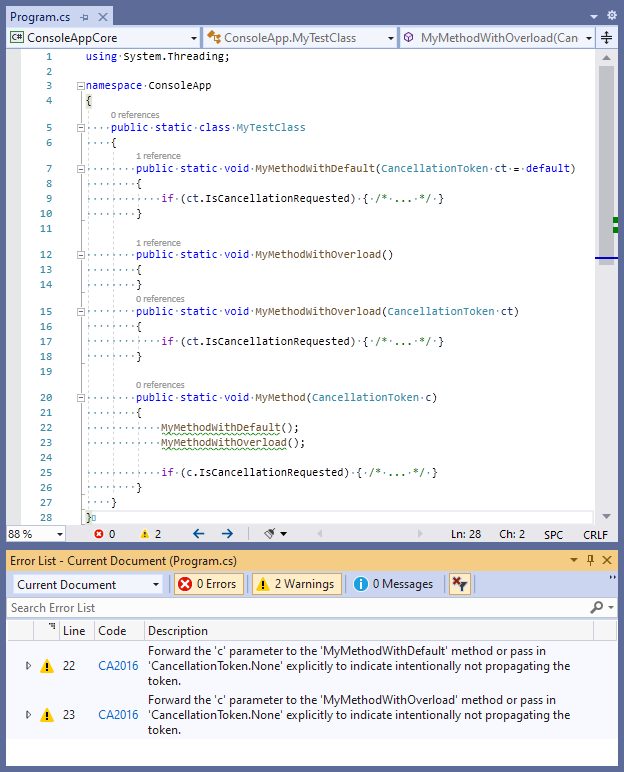 Program.cs
ConsoleAppCore ConsoleApp.MyTestClass MyMethodWithOverload(Can
1 using System.Threading;
2
3 namespace ConsoleApp
4 {
0 references
5 public static class MyTestClass
6 {
1 reference
7 public static void MyMethodWithDefault(CancellationToken ct = default)
8 {
9 if (ct.IsCancellationRequested) { /* ... */ }
10 }
11
1 reference
12 public static void MyMethodWithOverload()
13 {
14 }
0 references
15 public static void MyMethodWithOverload(CancellationToken ct)
16 {
17 if (ct.IsCancellationRequested) { /* ... */ }
18 }
19
0 references
20 public static void MyMethod(CancellationToken c)
21 {
22 MyMethodWithDefault();
23 MyMethodWithOverload();
24
25 if (c.IsCancellationRequested) { /* ... */ }
26 }
27 }
28 }
88 % 0 2 Ln: 28 Ch: 2 SPC CRLF
Error List - Current Document (Program.cs)
Current Document 0 Errors 2 Warnings 0 Messages
Search Error List
Line Code Description
22 CA2016 Forward the 'c' parameter to the 'MyMethodWithDefault' method or pass in
'CancellationToken.None' explicitly to indicate intentionally not propagating the
token.
23 CA2016 Forward the 'c' parameter to the 'MyMethodWithOverload' method or pass in
'CancellationToken.None' explicitly to indicate intentionally not propagating the
token.